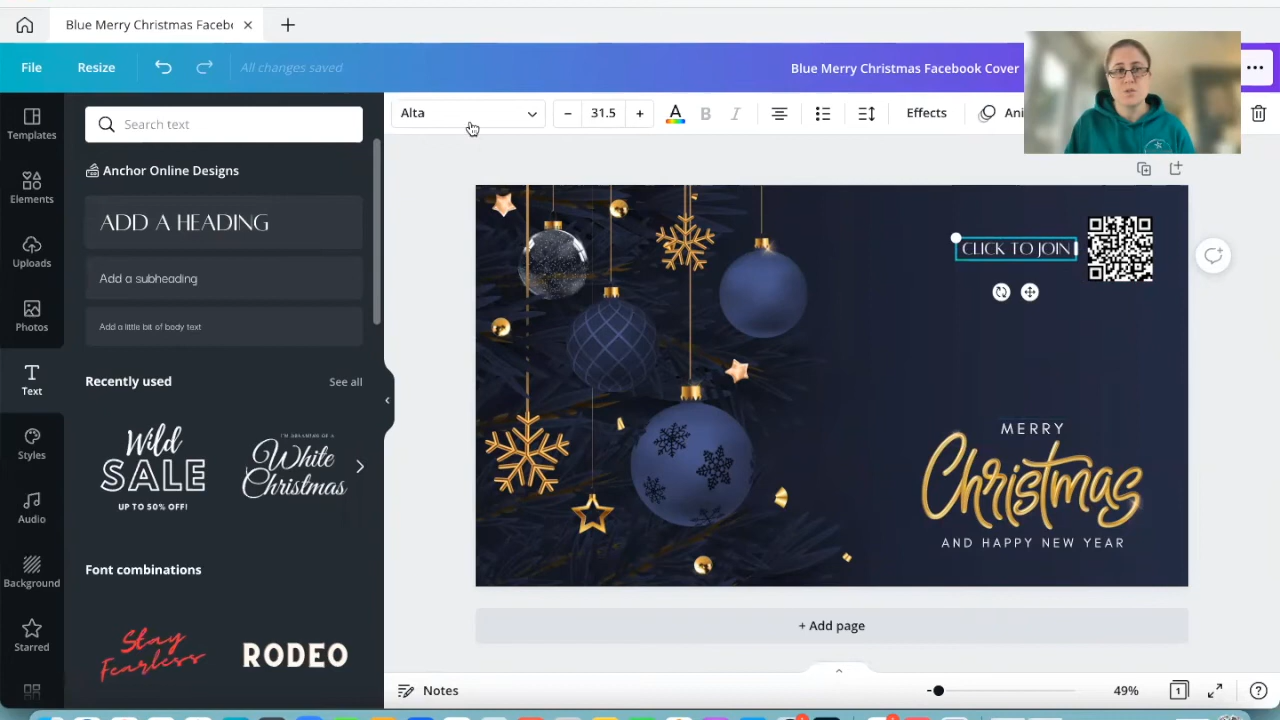 Blue Merry Christmas Facebo
File
Resize
All changes saved
Blue Merry Christmas Facebook Cover
Templates
Elements
Uploads
Photos
Text
Styles
Audio
Background
Starred
Search text
Anchor Online Designs
ADD A HEADING
Add a subheading
Add a little bit of body text
Recently used
See all
Wild
SALE
UP TO 50% OFF!
I'M DREAMING OF A
White
Christmas
Font combinations
Stay
Fearless
RODEO
Alta
31.5
A
B
I
Effects
Ani
CLICK TO JOIN
MERRY
Christmas
AND HAPPY NEW YEAR
+ Add page
Notes
49%
1